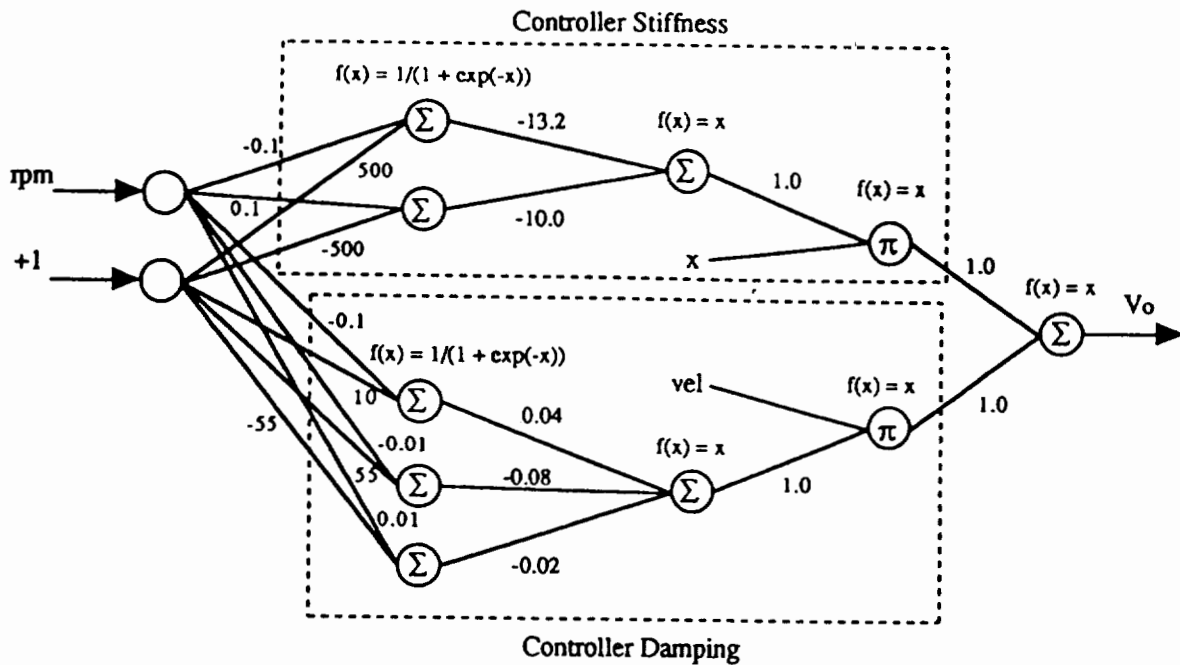 Controller Stiffness
f(x) = 1/(1 + exp(-x))
Σ
-13.2
f(x) = x
-0.1
rpm
500
Σ
1.0
f(x) = x
0.1
Σ
-10.0
π
-500
+1
x
1.0
f(x) = x
Vo
-0.1
Σ
f(x) = 1/(1 + exp(-x))
vel
f(x) = x
10
Σ
0.04
1.0
-55
π
-0.01
f(x) = x
55
Σ
-0.08
Σ
1.0
0.01
Σ
-0.02
Controller Damping